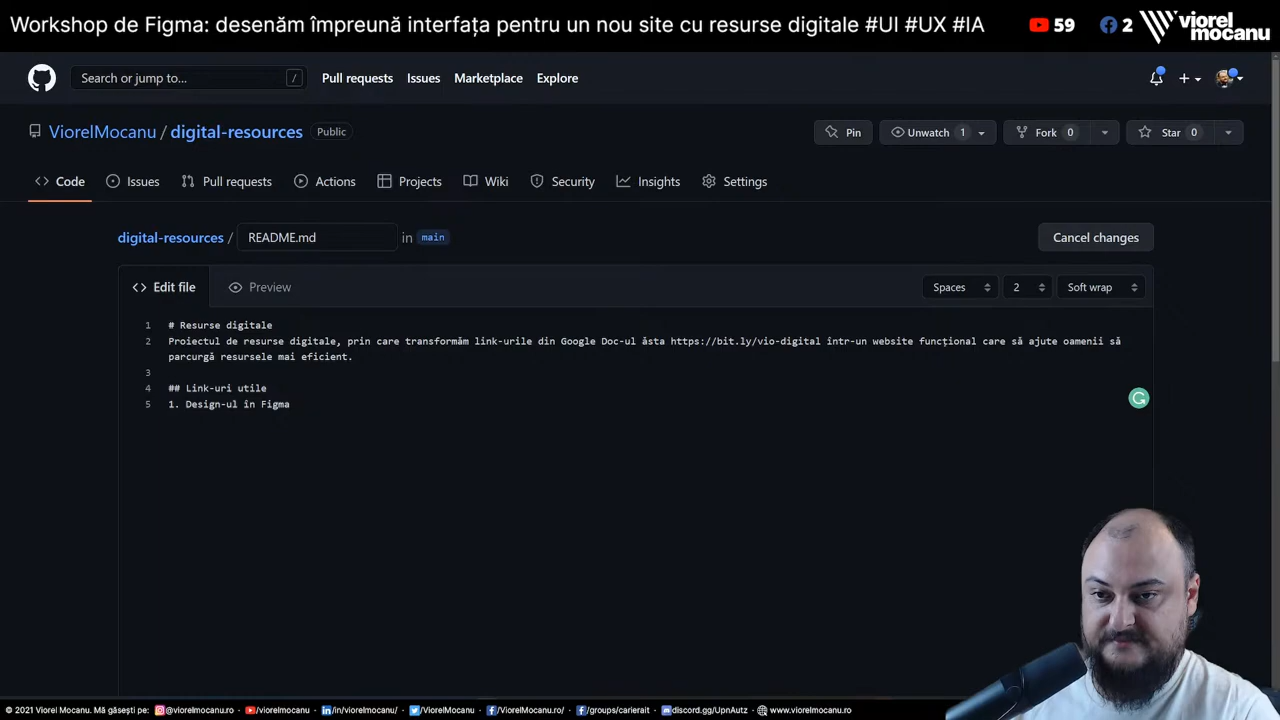 Workshop de Figma: desenăm împreună interfața pentru un nou site cu resurse digitale #UI #UX #IA
59
2
viorel
mocanu
Search or jump to...
/
Pull requests
Issues
Marketplace
Explore
ViorelMocanu / digital-resources
Public
Pin
Unwatch 1
Fork 0
Star 0
Code
Issues
Pull requests
Actions
Projects
Wiki
Security
Insights
Settings
digital-resources / README.md in main
Cancel changes
Edit file
Preview
Spaces
2
Soft wrap
1 # Resurse digitale
2 Proiectul de resurse digitale, prin care transformăm link-urile din Google Doc-ul ăsta https://bit.ly/vio-digital într-un website funcțional care să ajute oamenii să
parcurgă resursele mai eficient.
3
4 ## Link-uri utile
5 1. Design-ul în Figma
© 2021 Viorel Mocanu. Mă găsești pe: @viorelmocanu.ro /viorelmocanu /in/viorelmocanu/ /ViorelMocanu /ViorelMocanu.ro/ /groups/carierait discord.gg/UpnAutz www.viorelmocanu.ro